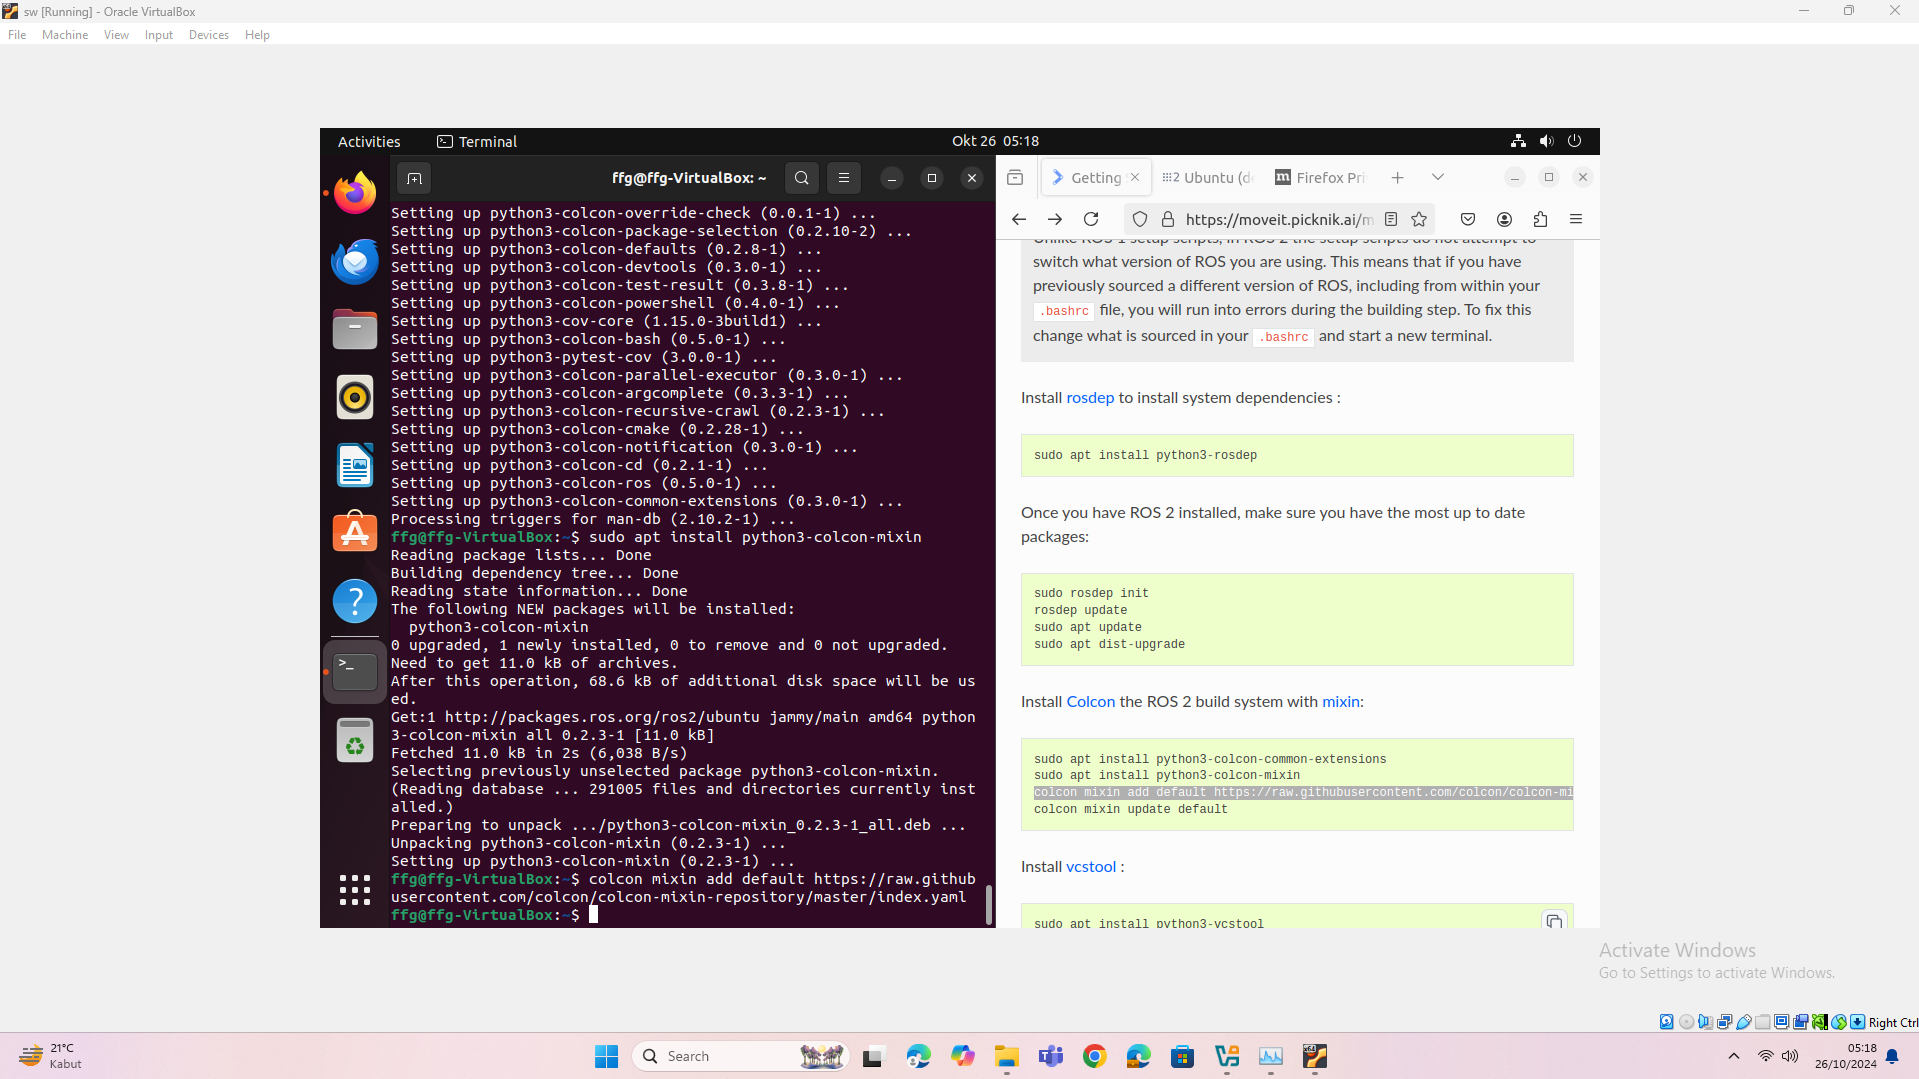 sw [Running] - Oracle VirtualBox
File Machine View Input Devices Help
Activities Terminal Okt 26 05:18
ffg@ffg-VirtualBox: ~
Setting up python3-colcon-override-check (0.0.1-1) ...
Setting up python3-colcon-package-selection (0.2.10-2) ...
Setting up python3-colcon-defaults (0.2.8-1) ...
Setting up python3-colcon-devtools (0.3.0-1) ...
Setting up python3-colcon-test-result (0.3.8-1) ...
Setting up python3-colcon-powershell (0.4.0-1) ...
Setting up python3-cov-core (1.15.0-3build1) ...
Setting up python3-colcon-bash (0.5.0-1) ...
Setting up python3-pytest-cov (3.0.0-1) ...
Setting up python3-colcon-parallel-executor (0.3.0-1) ...
Setting up python3-colcon-argcomplete (0.3.3-1) ...
Setting up python3-colcon-recursive-crawl (0.2.3-1) ...
Setting up python3-colcon-cmake (0.2.28-1) ...
Setting up python3-colcon-notification (0.3.0-1) ...
Setting up python3-colcon-cd (0.2.1-1) ...
Setting up python3-colcon-ros (0.5.0-1) ...
Setting up python3-colcon-common-extensions (0.3.0-1) ...
Processing triggers for man-db (2.10.2-1) ...
ffg@ffg-VirtualBox:~$ sudo apt install python3-colcon-mixin
Reading package lists... Done
Building dependency tree... Done
Reading state information... Done
The following NEW packages will be installed:
python3-colcon-mixin
0 upgraded, 1 newly installed, 0 to remove and 0 not upgraded.
Need to get 11.0 kB of archives.
After this operation, 68.6 kB of additional disk space will be us
ed.
Get:1 http://packages.ros.org/ros2/ubuntu jammy/main amd64 python
3-colcon-mixin all 0.2.3-1 [11.0 kB]
Fetched 11.0 kB in 2s (6,038 B/s)
Selecting previously unselected package python3-colcon-mixin.
(Reading database ... 291005 files and directories currently inst
alled.)
Preparing to unpack .../python3-colcon-mixin_0.2.3-1_all.deb ...
Unpacking python3-colcon-mixin (0.2.3-1) ...
Setting up python3-colcon-mixin (0.2.3-1) ...
ffg@ffg-VirtualBox:~$ colcon mixin add default https://raw.github
usercontent.com/colcon/colcon-mixin-repository/master/index.yaml
ffg@ffg-VirtualBox:~$
Getting Ubuntu (de Firefox Pri
https://moveit.picknik.ai/m
Unlike ROS 1 setup scripts, in ROS 2 the setup scripts do not attempt to
switch what version of ROS you are using. This means that if you have
previously sourced a different version of ROS, including from within your
.bashrc file, you will run into errors during the building step. To fix this
change what is sourced in your .bashrc and start a new terminal.
Install rosdep to install system dependencies :
sudo apt install python3-rosdep
Once you have ROS 2 installed, make sure you have the most up to date
packages:
sudo rosdep init
rosdep update
sudo apt update
sudo apt dist-upgrade
Install Colcon the ROS 2 build system with mixin:
sudo apt install python3-colcon-common-extensions
sudo apt install python3-colcon-mixin
colcon mixin add default https://raw.githubusercontent.com/colcon/colcon-mi
colcon mixin update default
Install vcstool :
sudo apt install python3-vcstool
Activate Windows
Go to Settings to activate Windows.
Right Ctrl
21°C
Kabut
Search
05:18
26/10/2024